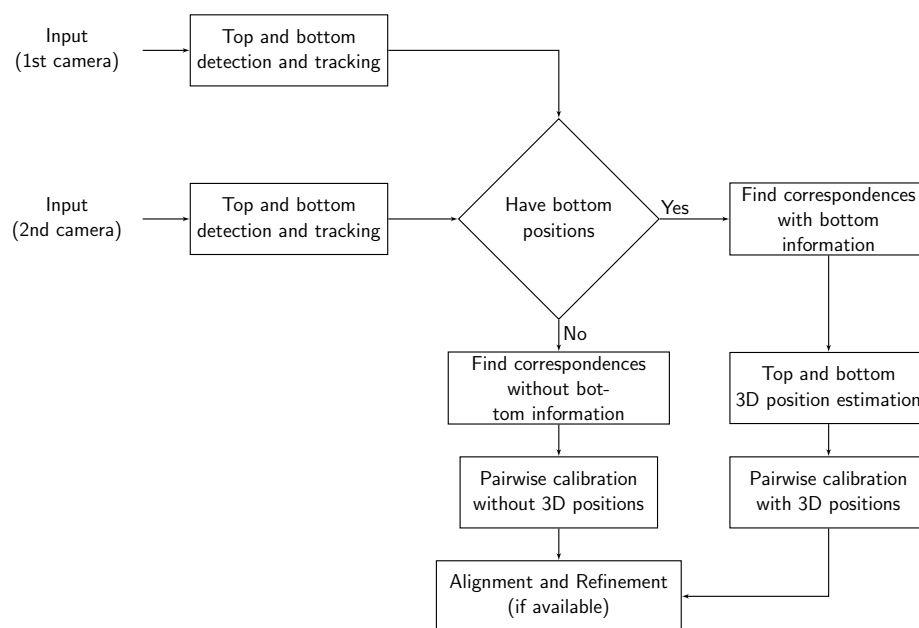 Input
(1st camera)
Top and bottom
detection and tracking
Input
(2nd camera)
Top and bottom
detection and tracking
Have bottom
positions
Yes
Find correspondences
with bottom
information
No
Find correspondences
without bot-
tom information
Top and bottom
3D position estimation
Pairwise calibration
without 3D positions
Pairwise calibration
with 3D positions
Alignment and Refinement
(if available)